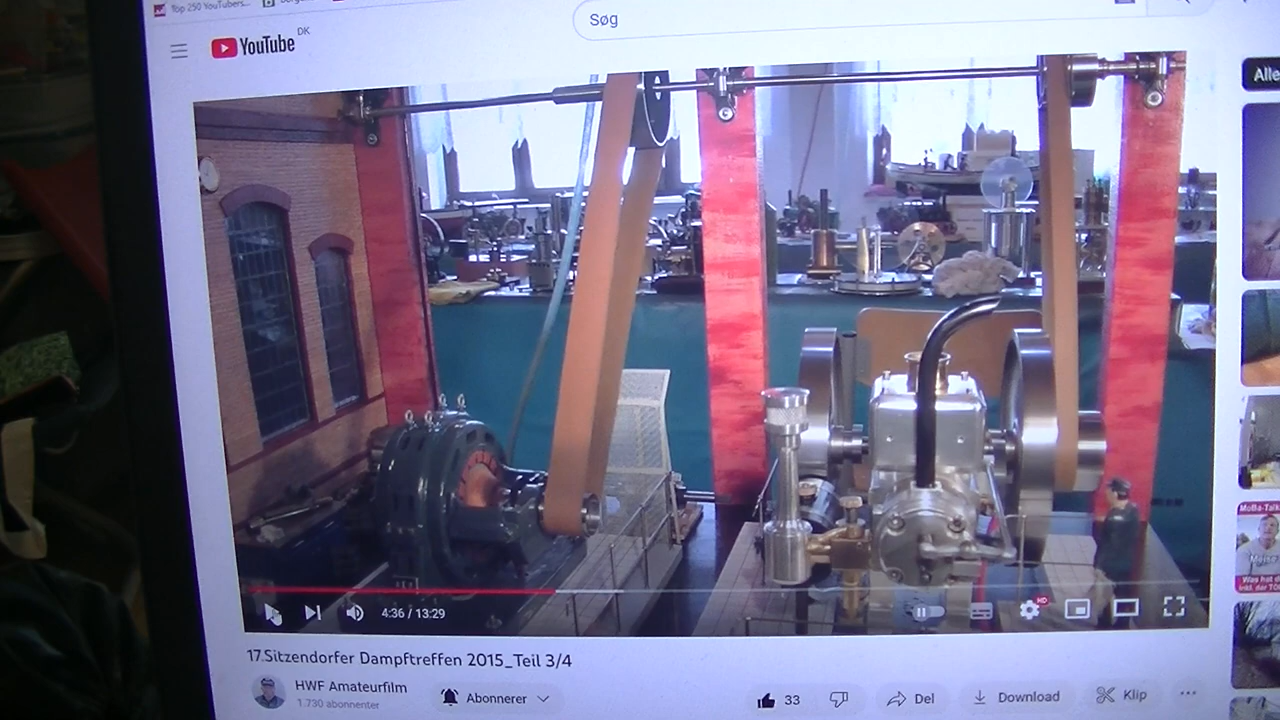 Top 250 YouTubers...
Søg
YouTube DK
Alle
HD
4:36 / 13:29
17.Sitzendorfer Dampftreffen 2015_Teil 3/4
HWF Amateurfilm
1.730 abonnenter
Abonnerer
33
Del
Download
Klip
MoBa-Talk
Was hat d